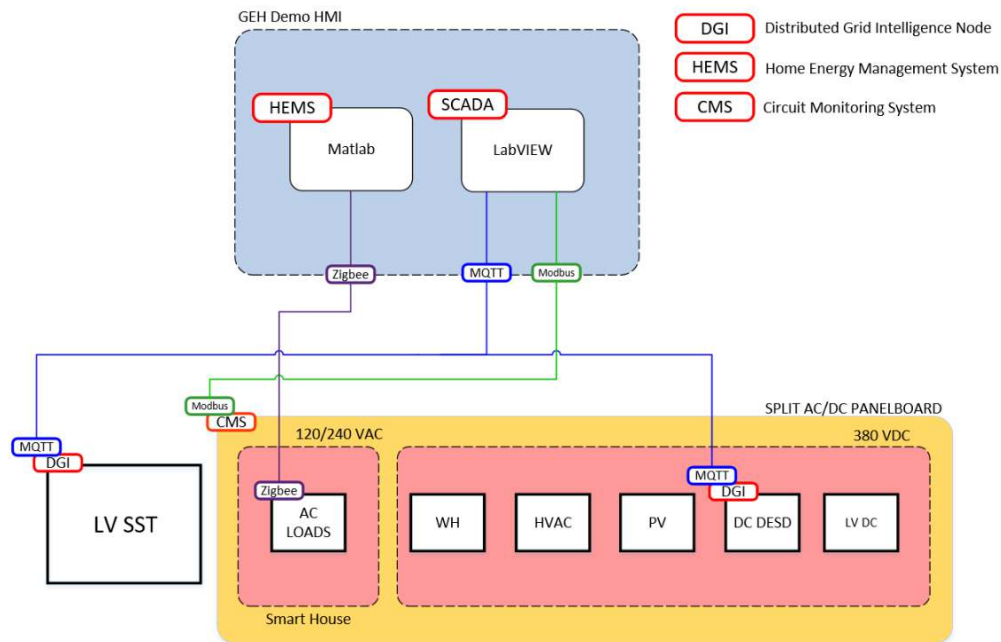 GEH Demo HMI
DGI Distributed Grid Intelligence Node
HEMS Home Energy Management System
CMS Circuit Monitoring System
HEMS
Matlab
SCADA
LabVIEW
Zigbee
MQTT
Modbus
Modbus
CMS
SPLIT AC/DC PANELBOARD
120/240 VAC
380 VDC
MQTT
DGI
LV SST
Zigbee
AC
LOADS
WH
HVAC
PV
MQTT
DGI
DC DESD
LV DC
Smart House